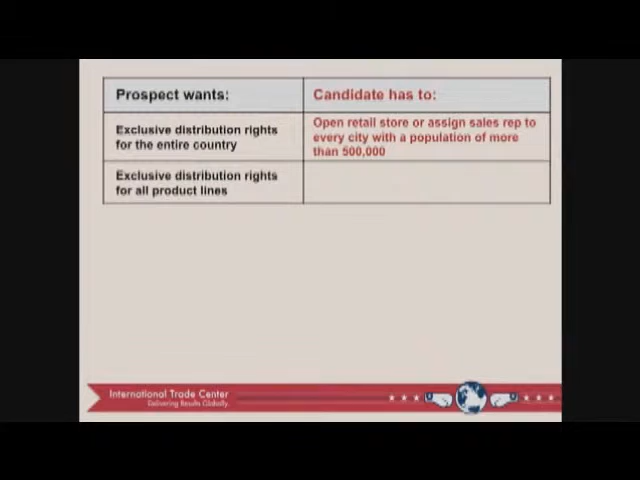 Prospect wants:
Candidate has to:
Exclusive distribution rights
for the entire country
Open retail store or assign sales rep to
every city with a population of more
than 500,000
Exclusive distribution rights
for all product lines
International Trade Center
Delivering Results Globally